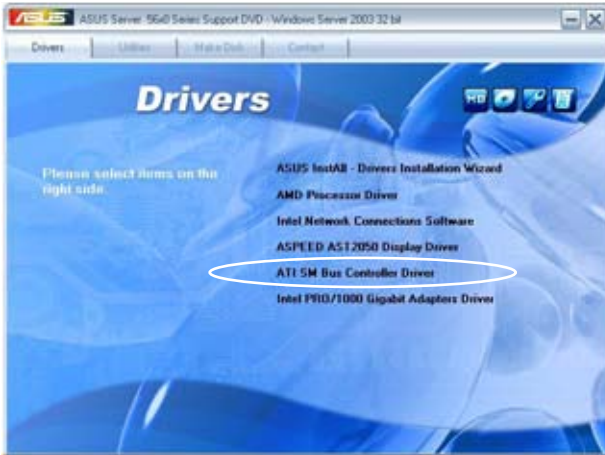 ASUS ASUS Server 56x0 Series Support DVD - Windows Server 2003 32 bit
Drivers Utilities Make Disk Contact
Drivers
Please select items on the right side.
ASUS InstAll - Drivers Installation Wizard
AMD Processor Driver
Intel Network Connections Software
ASPEED AST2050 Display Driver
ATI SM Bus Controller Driver
Intel PRO/1000 Gigabit Adapters Driver